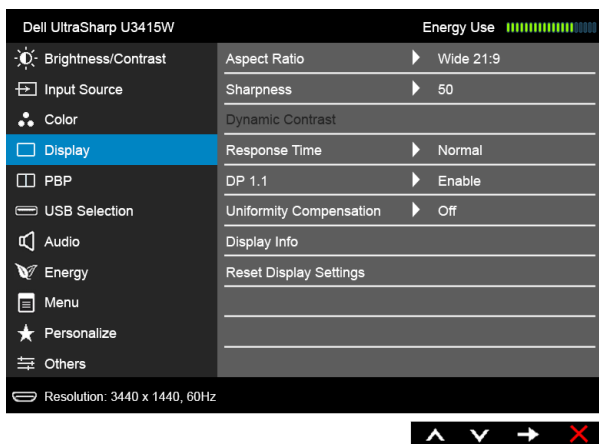 Dell UltraSharp U3415W Energy Use
Brightness/Contrast Aspect Ratio Wide 21:9
Input Source Sharpness 50
Color Dynamic Contrast
Display Response Time Normal
PBP DP 1.1 Enable
USB Selection Uniformity Compensation Off
Audio Display Info
Energy Reset Display Settings
Menu
Personalize
Others
Resolution: 3440 x 1440, 60Hz